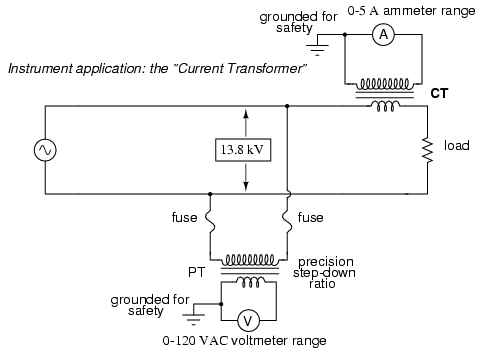 0-5 A ammeter range
grounded for
safety
A
Instrument application: the "Current Transformer"
CT
13.8 kV
load
fuse
fuse
PT
precision
step-down
ratio
grounded for
safety
V
0-120 VAC voltmeter range